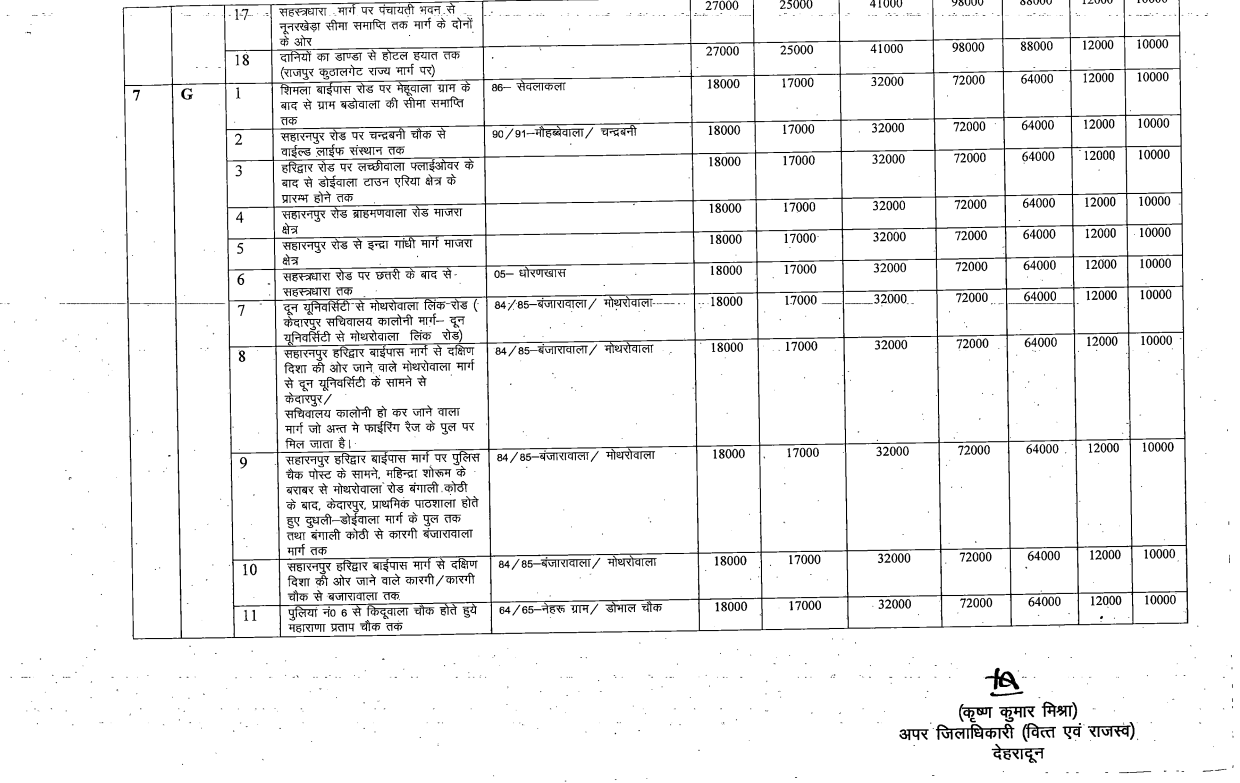 17 सहस्त्रधारा मार्ग पर पंचायती भवन से 27000 25000 41000 98000 88000 12000 10000
नूनरखेड़ा सीमा समाप्ति तक मार्ग के दोनों
के ओर
18 दानियों का डाण्डा से होटल हयात तक 27000 25000 41000 98000 88000 12000 10000
(राजपुर कुठालगेट राज्य मार्ग पर)
7 G 1 शिमला बाईपास रोड पर मेहूवाला ग्राम के 86– सेवलाकला 18000 17000 32000 72000 64000 12000 10000
बाद से ग्राम बडोवाला की सीमा समाप्ति
तक
2 सहारनपुर रोड पर चन्द्रबनी चौक से 90/91–मौहब्बेवाला/ चन्द्रबनी 18000 17000 32000 72000 64000 12000 10000
वाईल्ड लाईफ संस्थान तक
3 हरिद्वार रोड पर लच्छीवाला फ्लाईओवर के 18000 17000 32000 72000 64000 12000 10000
बाद से डोईवाला टाउन एरिया क्षेत्र के
प्रारम्भ होने तक
4 सहारनपुर रोड ब्राहमणवाला रोड माजरा 18000 17000 32000 72000 64000 12000 10000
क्षेत्र
5 सहारनपुर रोड से इन्द्रा गांधी मार्ग माजरा 18000 17000 32000 72000 64000 12000 10000
क्षेत्र
6 सहस्त्रधारा रोड पर छतरी के बाद से 05– धोरणखास 18000 17000 32000 72000 64000 12000 10000
सहस्त्रधारा तक
7 दून यूनिवर्सिटी से मोथरोवाला लिंक रोड ( 84/85–बंजारावाला/ मोथरोवाला 18000 17000 32000 72000 64000 12000 10000
केदारपुर सचिवालय कालोनी मार्ग– दून
यूनिवर्सिटी से मोथरोवाला लिंक रोड)
8 सहारनपुर हरिद्वार बाईपास मार्ग से दक्षिण 84/85–बंजारावाला/ मोथरोवाला 18000 17000 32000 72000 64000 12000 10000
दिशा की ओर जाने वाले मोथरोवाला मार्ग
से दून यूनिवर्सिटी के सामने से
केदारपुर/
सचिवालय कालोनी हो कर जाने वाला
मार्ग जो अन्त मे फाईरिंग रैज के पुल पर
मिल जाता है।
9 सहारनपुर हरिद्वार बाईपास मार्ग पर पुलिस 84/85–बंजारावाला/ मोथरोवाला 18000 17000 32000 72000 64000 12000 10000
चैक पोस्ट के सामने, महिन्द्रा शोरूम के
बराबर से मोथरोवाला रोड बंगाली कोठी
के बाद, केदारपुर, प्राथमिक पाठशाला होते
हुए दुधली–डोईवाला मार्ग के पुल तक
तथा बंगाली कोठी से कारगी बंजारावाला
मार्ग तक
10 सहारनपुर हरिद्वार बाईपास मार्ग से दक्षिण 84/85–बंजारावाला/ मोथरोवाला 18000 17000 32000 72000 64000 12000 10000
दिशा की ओर जाने वाले कारगी/कारगी
चौक से बजारावाला तक
11 पुलियां नं0 6 से किदूवाला चौक होते हुये 64/65–नेहरू ग्राम/ डोभाल चौक 18000 17000 32000 72000 64000 12000 10000
महाराणा प्रताप चौक तक
(कृष्ण कुमार मिश्रा)
अपर जिलाधिकारी (वित्त एवं राजस्व)
देहरादून